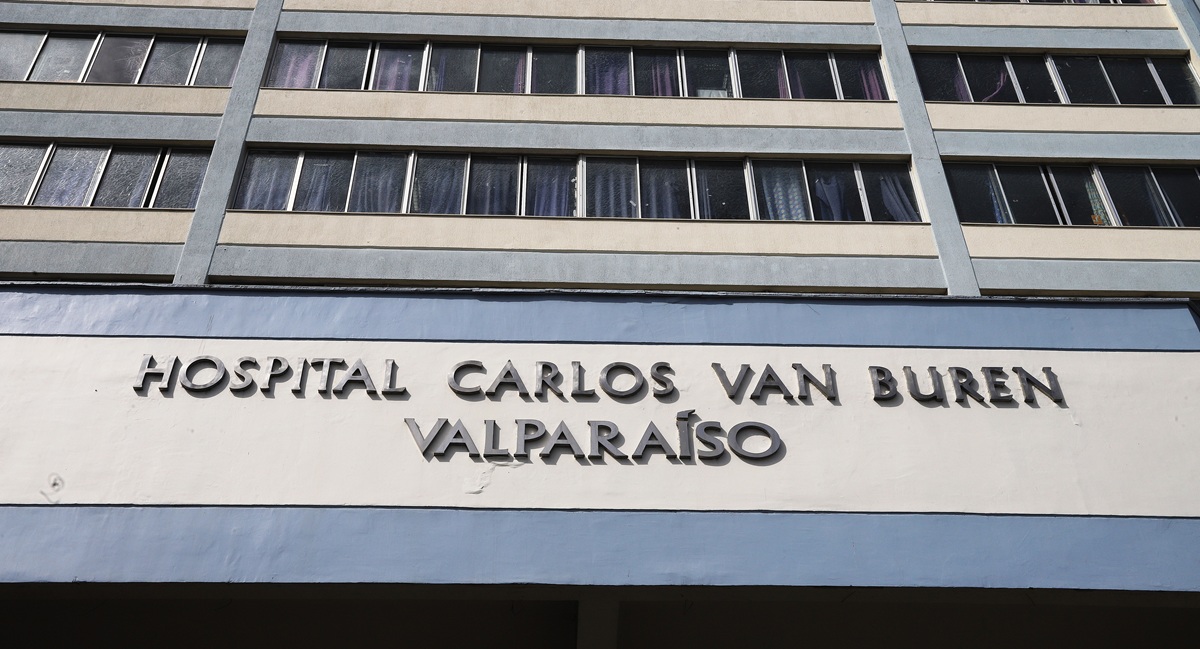 HOSPITAL CARLOS VAN BUREN
VALPARAÍSO